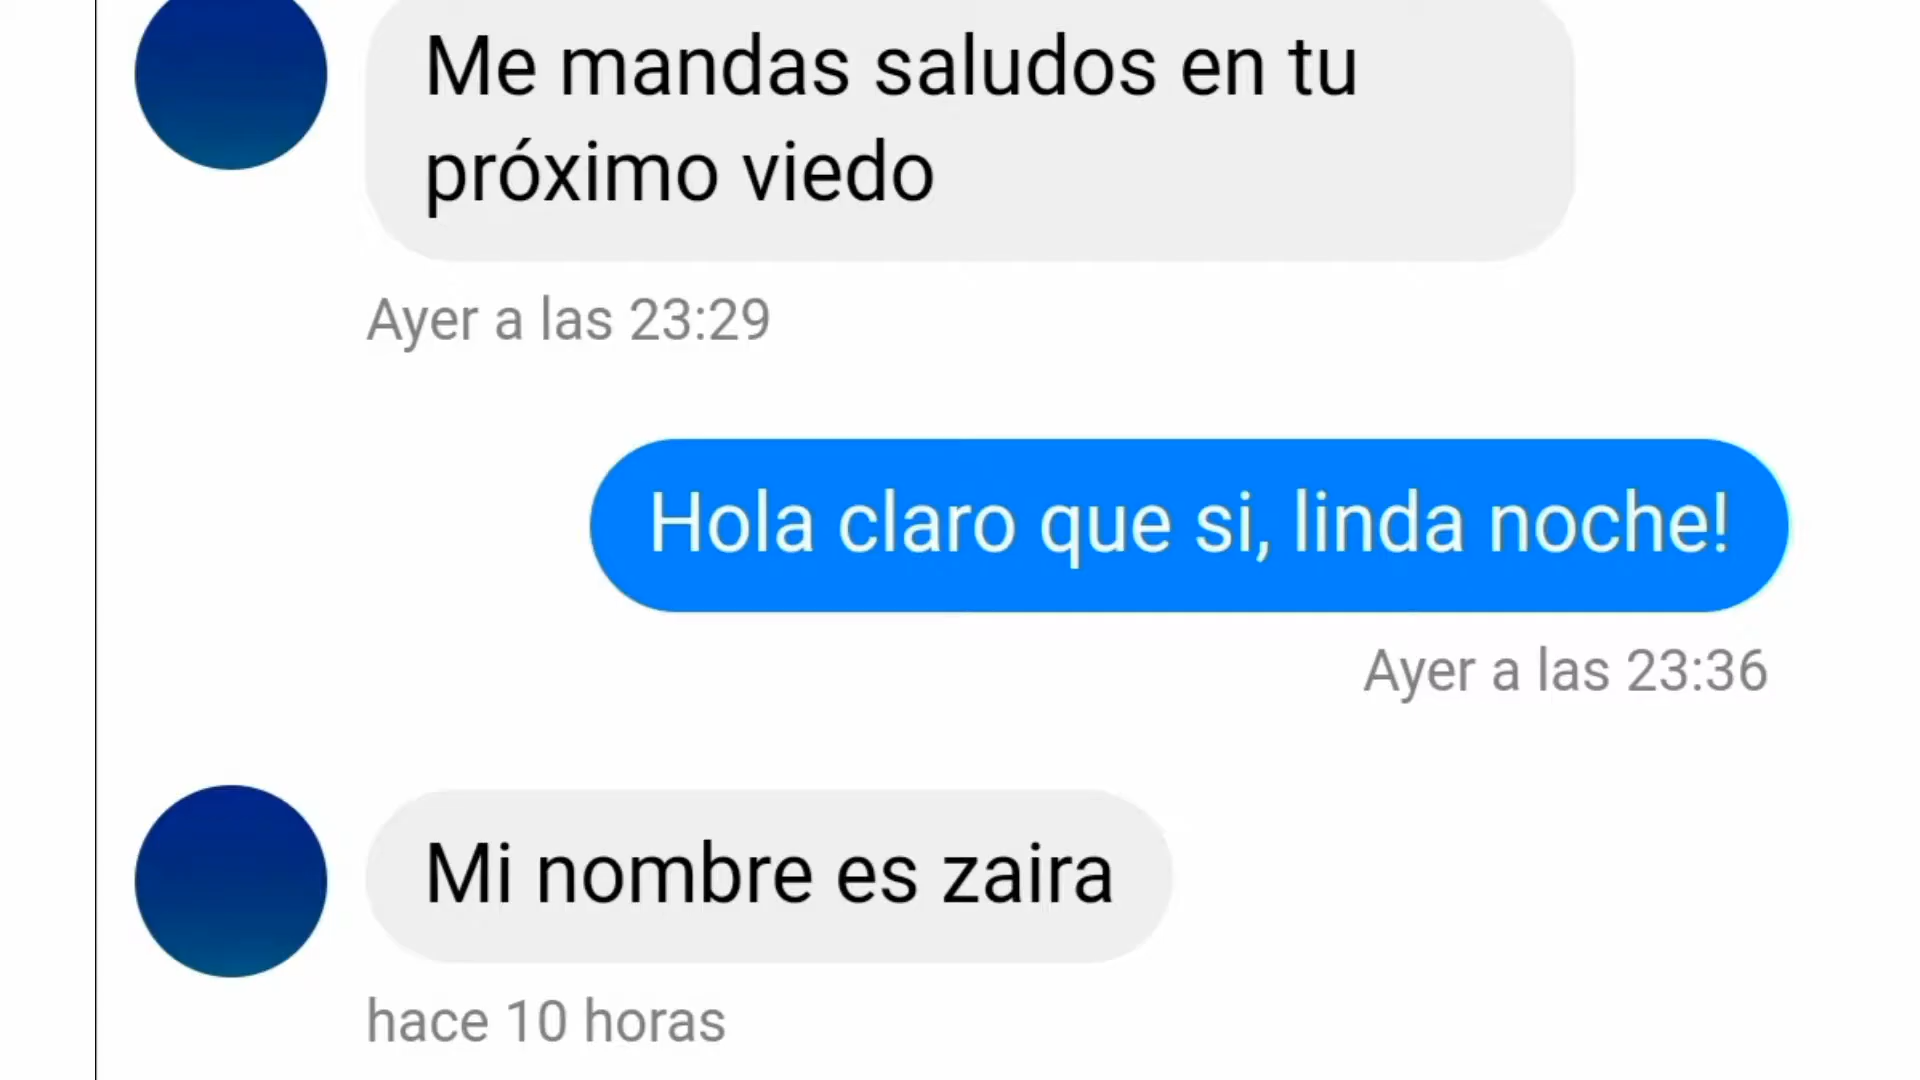 Me mandas saludos en tu
próximo viedo
Ayer a las 23:29
Hola claro que si, linda noche!
Ayer a las 23:36
Mi nombre es zaira
hace 10 horas